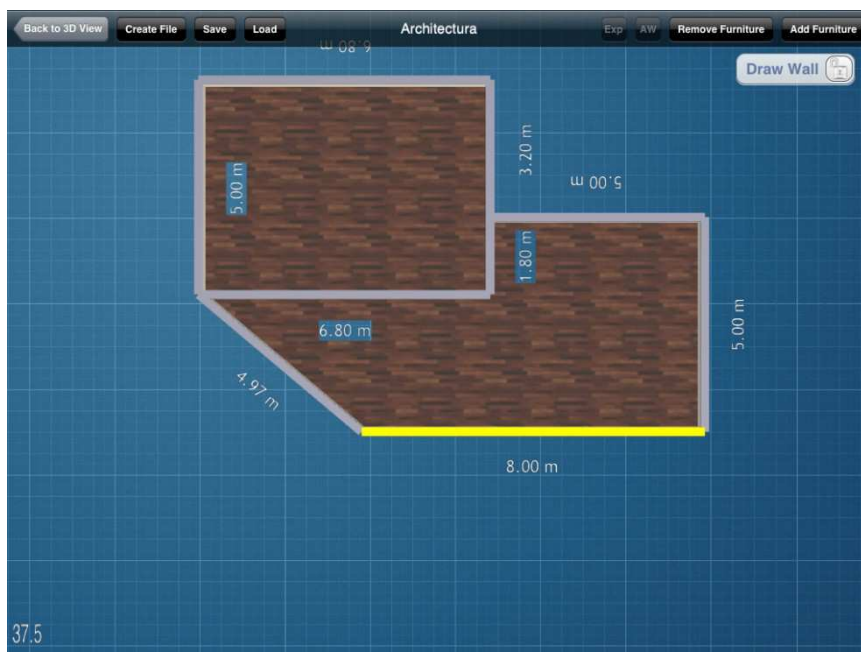 Back to 3D View Create File Save Load Architectura Exp AW Remove Furniture Add Furniture
6.80 m
Draw Wall
3.20 m
5.00 m
5.00 m
1.80 m
5.00 m
6.80 m
4.97 m
8.00 m
37.5